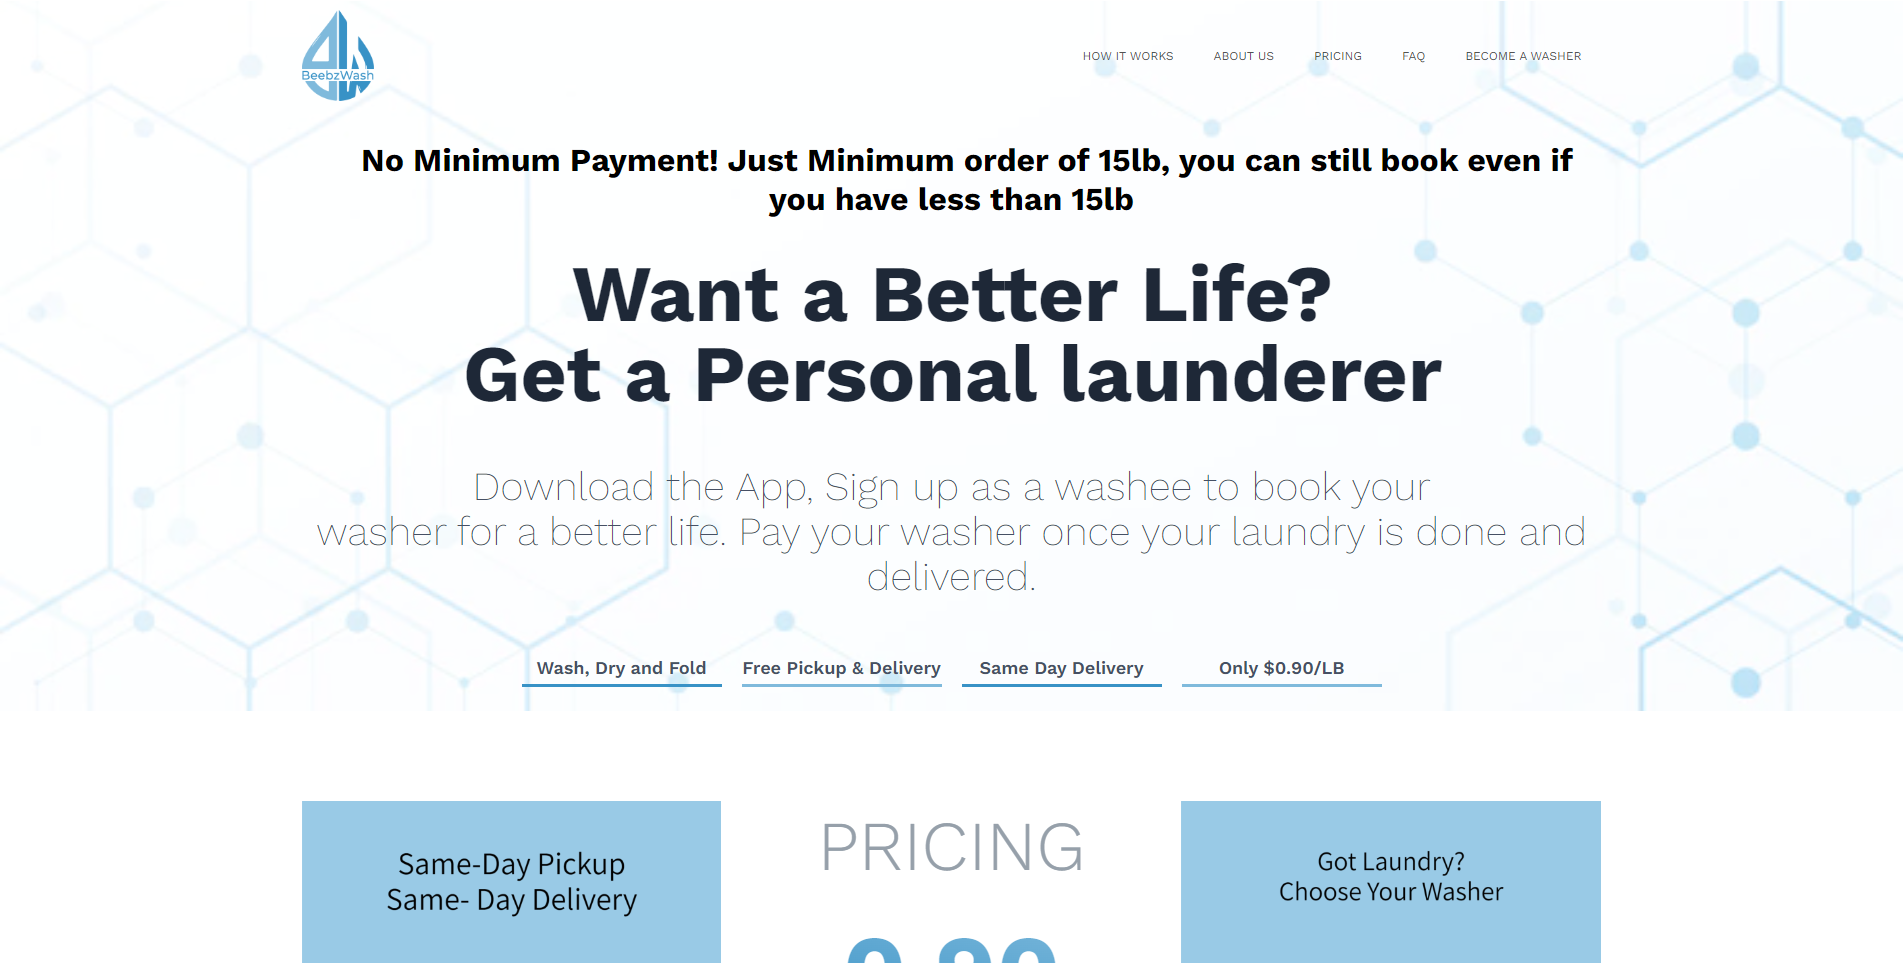 BeebzWash
HOW IT WORKS
ABOUT US
PRICING
FAQ
BECOME A WASHER
No Minimum Payment! Just Minimum order of 15lb, you can still book even if
you have less than 15lb
Want a Better Life?
Get a Personal launderer
Download the App, Sign up as a washee to book your
washer for a better life. Pay your washer once your laundry is done and
delivered.
Wash, Dry and Fold
Free Pickup & Delivery
Same Day Delivery
Only $0.90/LB
Same-Day Pickup
Same- Day Delivery
PRICING
Got Laundry?
Choose Your Washer